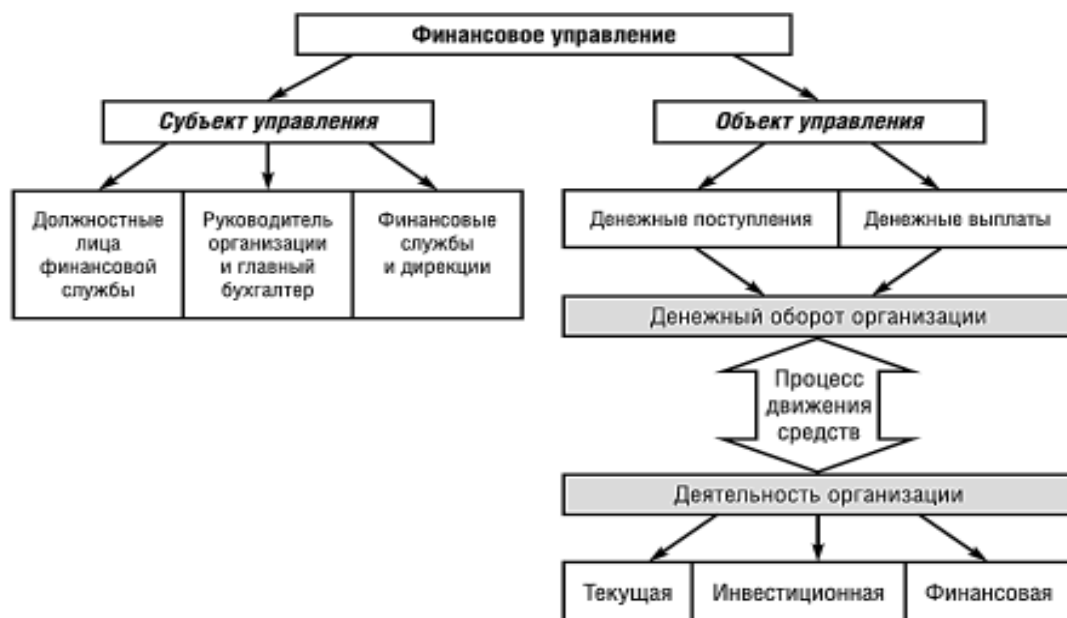 Финансовое управление
Субъект управления
Объект управления
Должностные
лица
финансовой
службы
Руководитель
организации
и главный
бухгалтер
Финансовые
службы
и дирекции
Денежные поступления
Денежные выплаты
Денежный оборот организации
Процесс
движения
средств
Деятельность организации
Текущая
Инвестиционная
Финансовая